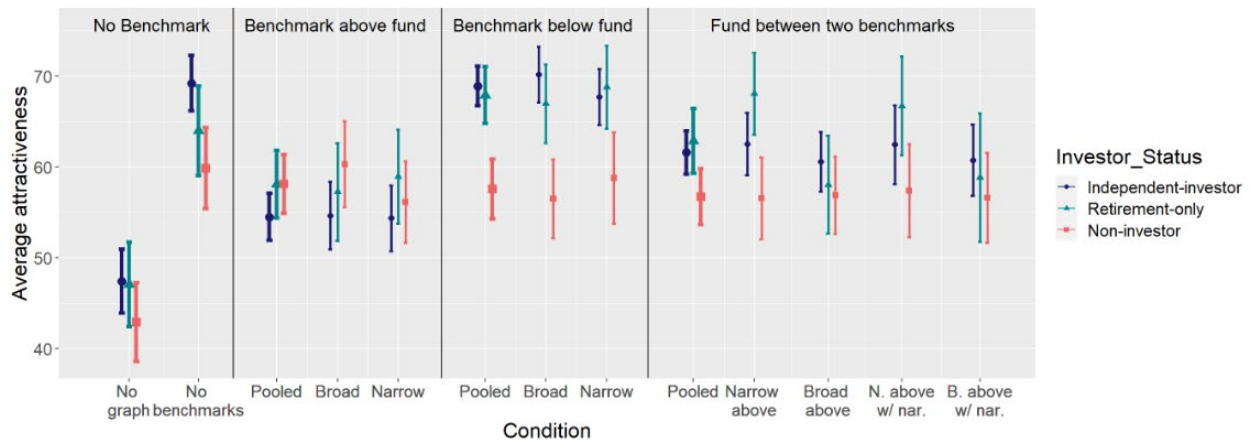 No Benchmark
Benchmark above fund
Benchmark below fund
Fund between two benchmarks
Average attractiveness
70
60
50
40
No graph
No benchmarks
Pooled
Broad
Narrow
Pooled
Broad
Narrow
Pooled
Narrow above
Broad above
N. above w/ nar.
B. above w/ nar.
Condition
Investor_Status
Independent-investor
Retirement-only
Non-investor